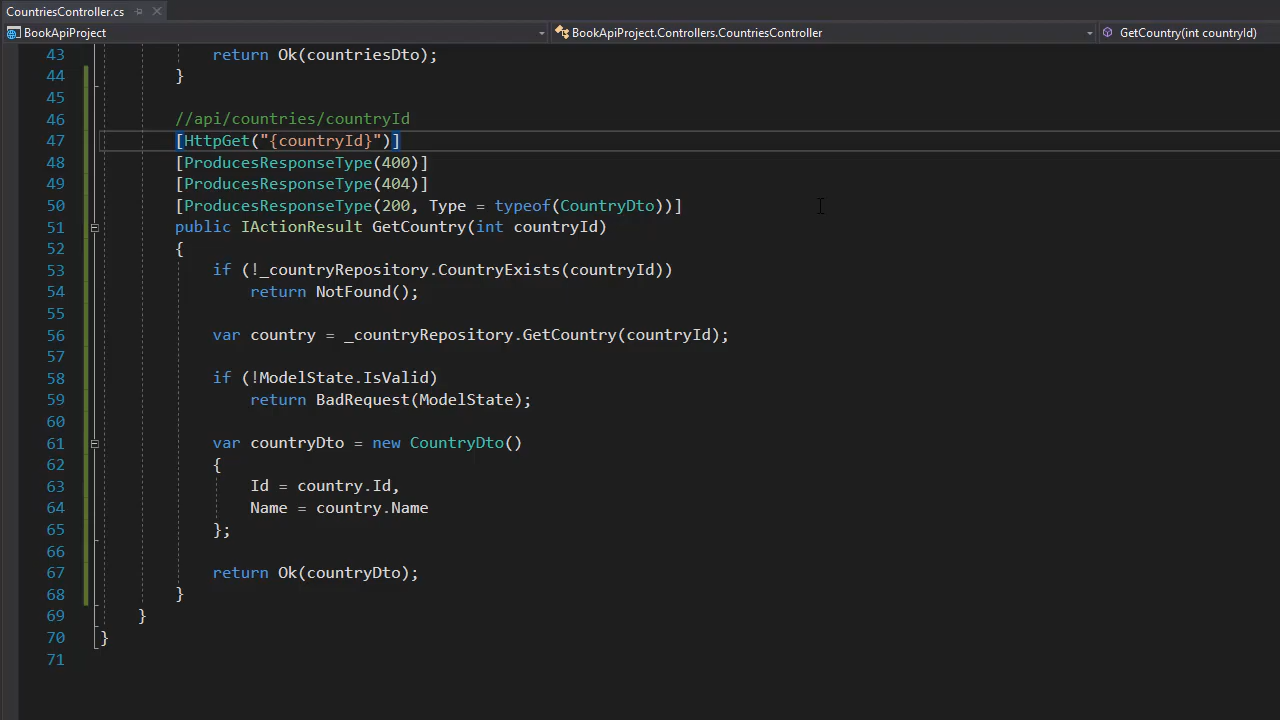 CountriesController.cs
BookApiProject BookApiProject.Controllers.CountriesController GetCountry(int countryId)
43 return Ok(countriesDto);
44 }
45
46 //api/countries/countryId
47 [HttpGet("{countryId}")]
48 [ProducesResponseType(400)]
49 [ProducesResponseType(404)]
50 [ProducesResponseType(200, Type = typeof(CountryDto))]
51 public IActionResult GetCountry(int countryId)
52 {
53 if (!_countryRepository.CountryExists(countryId))
54 return NotFound();
55
56 var country = _countryRepository.GetCountry(countryId);
57
58 if (!ModelState.IsValid)
59 return BadRequest(ModelState);
60
61 var countryDto = new CountryDto()
62 {
63 Id = country.Id,
64 Name = country.Name
65 };
66
67 return Ok(countryDto);
68 }
69 }
70 }
71